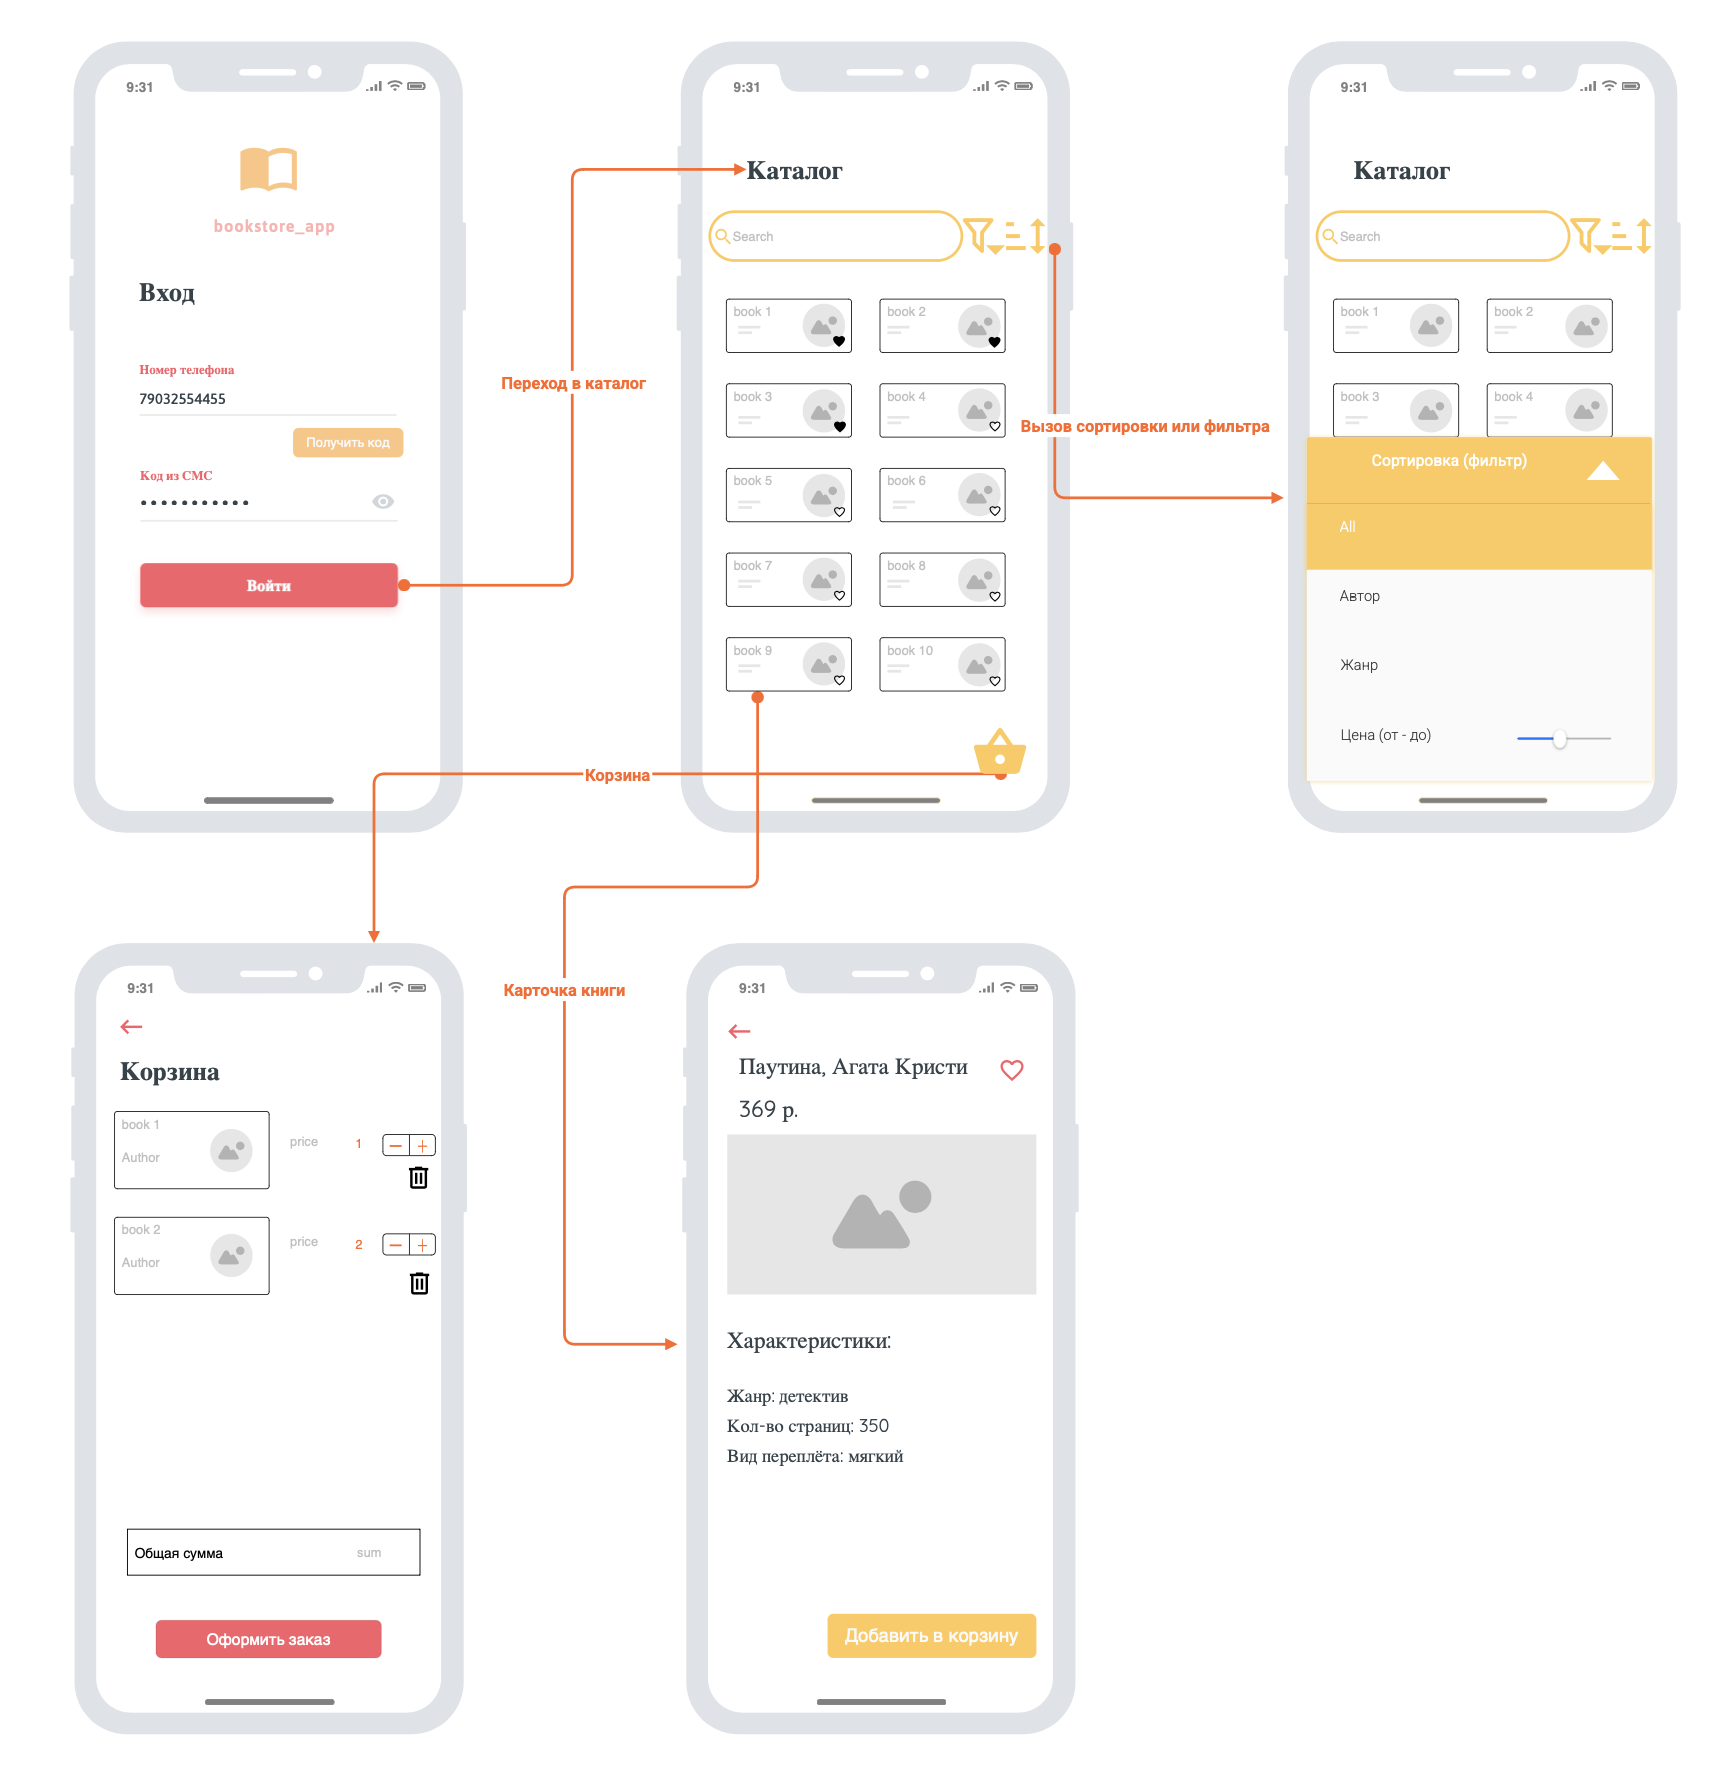 9:31
bookstore_app
Вход
Номер телефона
79032554455
Получить код
Код из СМС
Войти
Переход в каталог
9:31
Каталог
Search
book 1
book 2
book 3
book 4
book 5
book 6
book 7
book 8
book 9
book 10
Вызов сортировки или фильтра
9:31
Каталог
Search
book 1
book 2
book 3
book 4
Сортировка (фильтр)
All
Автор
Жанр
Цена (от - до)
Корзина
9:31
Корзина
book 1
Author
price
1
book 2
Author
price
2
Общая сумма
sum
Оформить заказ
Карточка книги
9:31
Паутина, Агата Кристи
369 р.
Характеристики:
Жанр: детектив
Кол-во страниц: 350
Вид переплёта: мягкий
Добавить в корзину